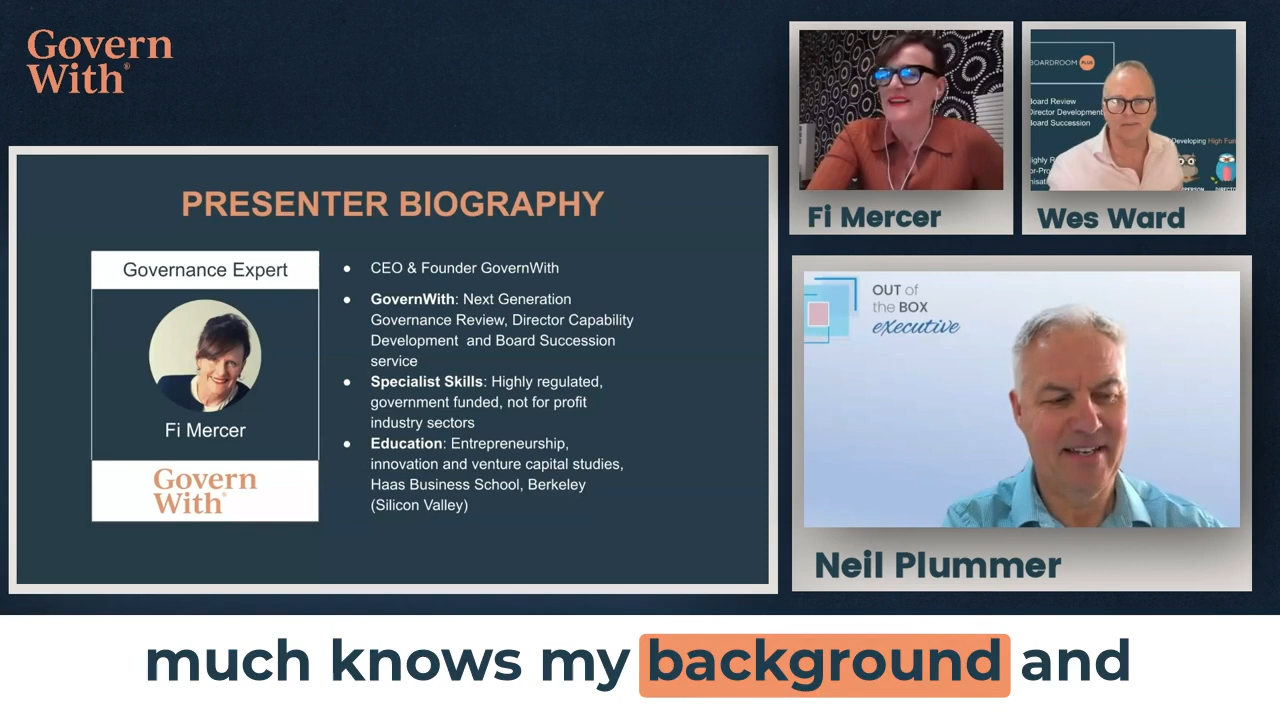 Govern
With®
PRESENTER BIOGRAPHY
Governance Expert
Fi Mercer
Govern
With®
● CEO & Founder GovernWith
● GovernWith: Next Generation
Governance Review, Director Capability
Development and Board Succession
service
● Specialist Skills: Highly regulated,
government funded, not for profit
industry sectors
● Education: Entrepreneurship,
innovation and venture capital studies,
Haas Business School, Berkeley
(Silicon Valley)
Fi Mercer
BOARDROOM PLUS
Board Review
Director Development
Board Succession
Developing High
Wes Ward
OUT of
the BOX
executive
Neil Plummer
much knows my background and